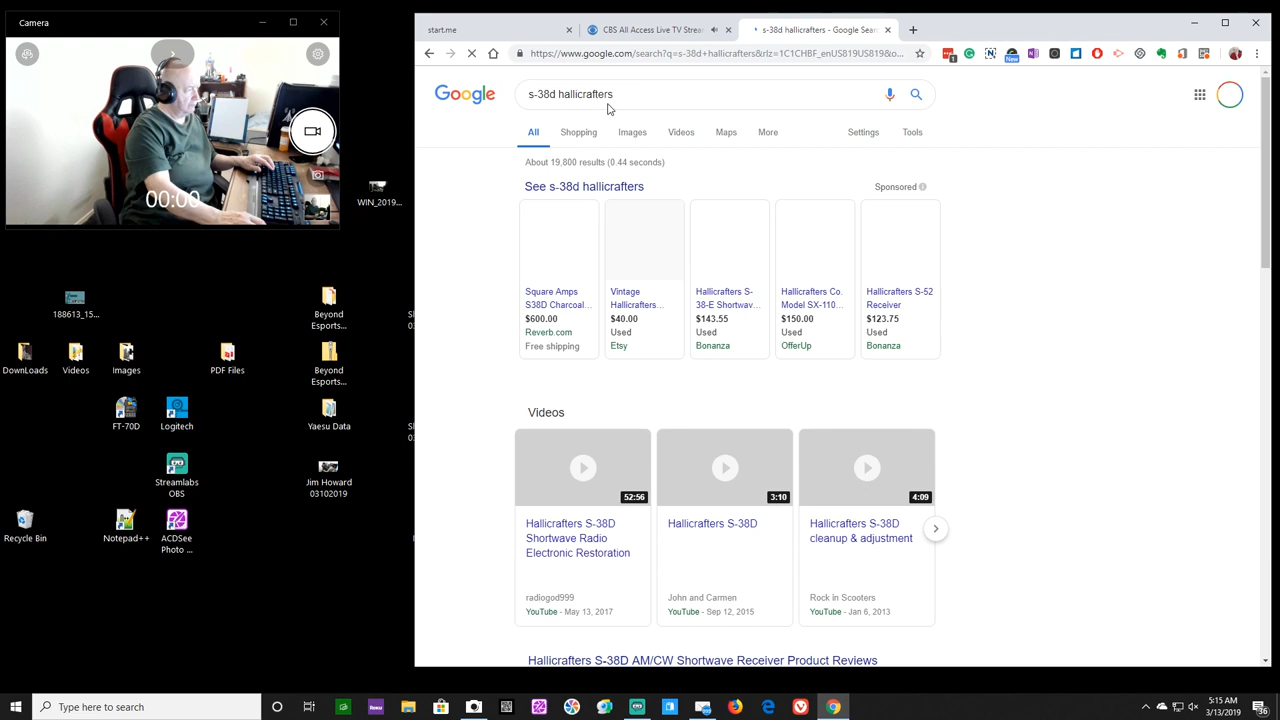 Camera
00:00
WIN_2019...
188613_15...
Beyond
Esports...
DownLoads
Videos
Images
PDF Files
Beyond
Esports...
FT-70D
Logitech
Yaesu Data
Streamlabs
OBS
Jim Howard
03102019
Recycle Bin
Notepad++
ACDSee
Photo ...
start.me
CBS All Access Live TV Strea
s-38d hallicrafters - Google Sear
https://www.google.com/search?q=s-38d+hallicrafters&rlz=1C1CHBF_enUS819US819&o...
1
New
Google
s-38d hallicrafters
All
Shopping
Images
Videos
Maps
More
Settings
Tools
About 19,800 results (0.44 seconds)
See s-38d hallicrafters
Sponsored
Square Amps
S38D Charcoal...
$600.00
Reverb.com
Free shipping
Vintage
Hallicrafters...
$40.00
Used
Etsy
Hallicrafters S-
38-E Shortwav...
$143.55
Used
Bonanza
Hallicrafters Co.
Model SX-110...
$150.00
Used
OfferUp
Hallicrafters S-52
Receiver
$123.75
Used
Bonanza
Videos
52:56
3:10
4:09
Hallicrafters S-38D
Shortwave Radio
Electronic Restoration
radiogod999
YouTube - May 13, 2017
Hallicrafters S-38D
John and Carmen
YouTube - Sep 12, 2015
Hallicrafters S-38D
cleanup & adjustment
Rock in Scooters
YouTube - Jan 6, 2013
Hallicrafters S-38D AM/CW Shortwave Receiver Product Reviews
Type here to search
Roku
5:15 AM
3/13/2019
36